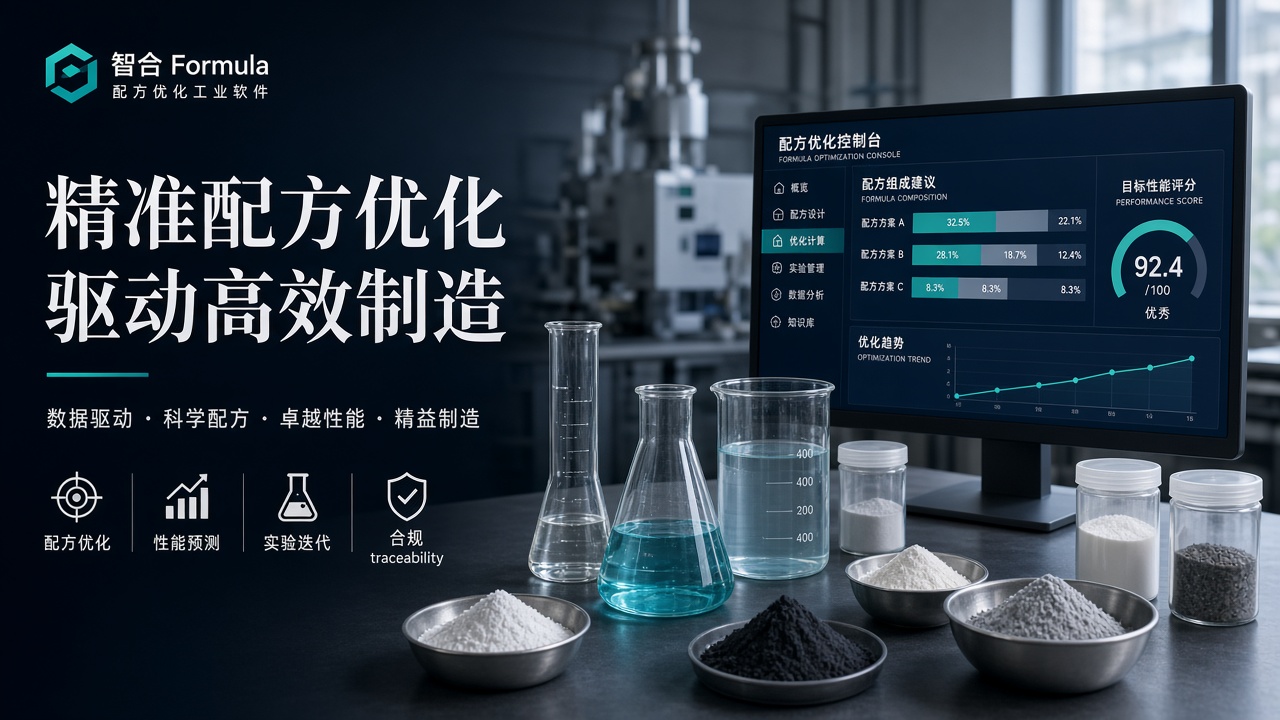 智合 Formula
配方优化工业软件
精准配方优化
驱动高效制造
数据驱动 · 科学配方 · 卓越性能 · 精益制造
配方优化
性能预测
实验迭代
合规
traceability
配方优化控制台
FORMULA OPTIMIZATION CONSOLE
概览
配方设计
优化计算
实验管理
数据分析
知识库
配方组成建议
FORMULA COMPOSITION
配方方案 A 32.5% 22.1%
配方方案 B 28.1% 18.7% 12.4%
配方方案 C 8.3% 8.3% 8.3%
目标性能评分
PERFORMANCE SCORE
92.4
/100
优秀
优化趋势
OPTIMIZATION TREND
400
400
200
400